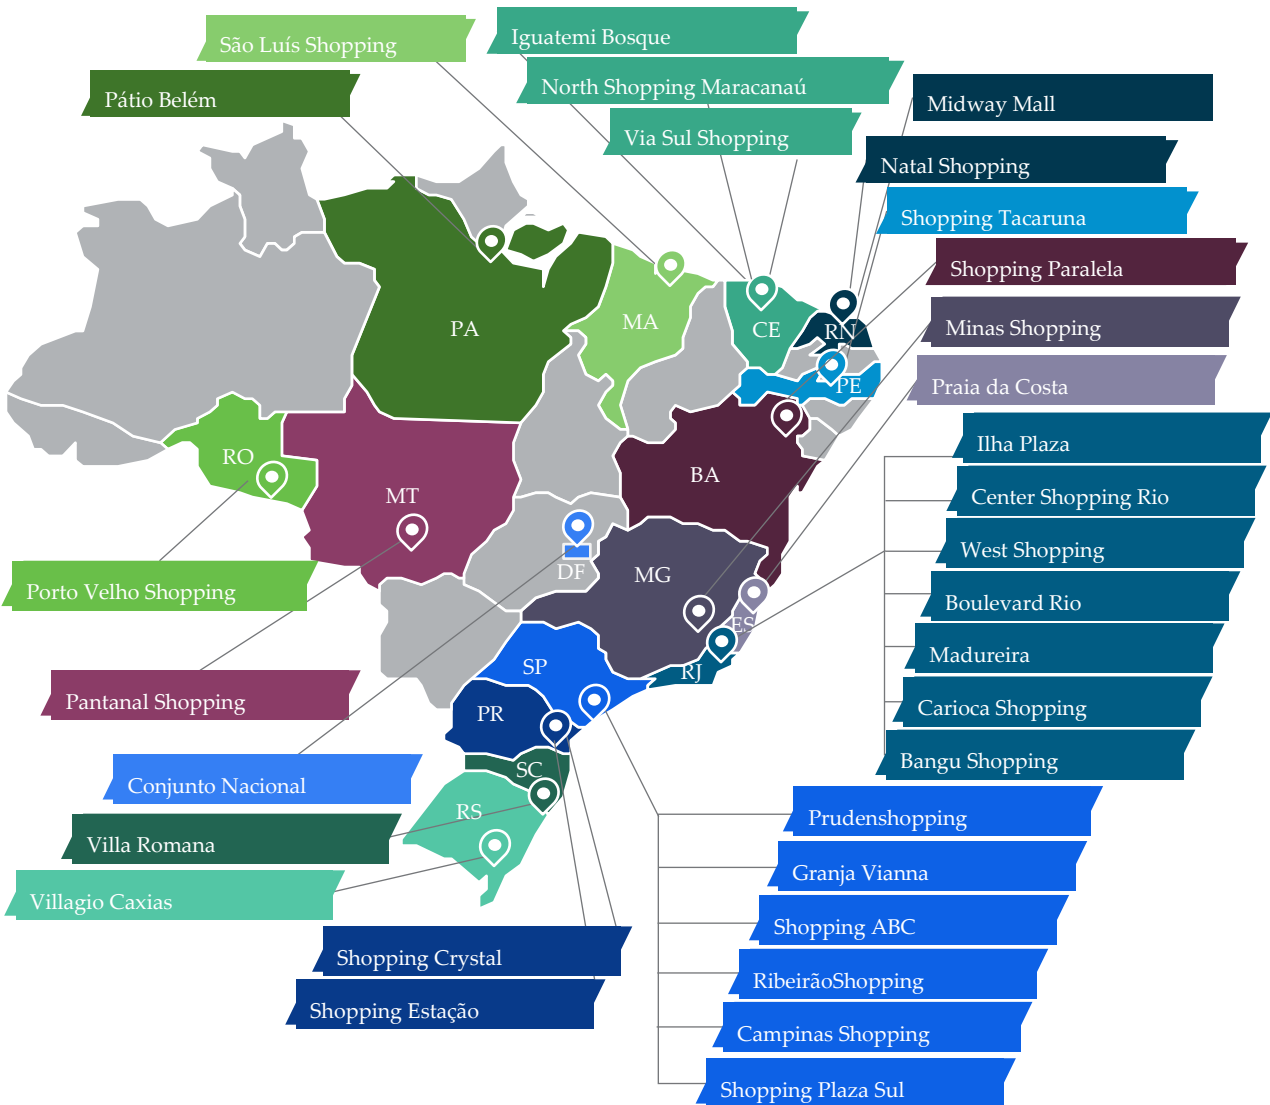 Iguatemi Bosque
São Luís Shopping
North Shopping Maracanaú
Pátio Belém
Midway Mall
Via Sul Shopping
Natal Shopping
Shopping Tacaruna
Shopping Paralela
Minas Shopping
Praia da Costa
PA
MA
CE
RN
PE
RO
MT
BA
DF
MG
ES
RJ
SP
PR
SC
RS
Ilha Plaza
Center Shopping Rio
West Shopping
Boulevard Rio
Madureira
Carioca Shopping
Bangu Shopping
Porto Velho Shopping
Pantanal Shopping
Conjunto Nacional
Villa Romana
Villagio Caxias
Shopping Crystal
Shopping Estação
Prudenshopping
Granja Vianna
Shopping ABC
RibeirãoShopping
Campinas Shopping
Shopping Plaza Sul